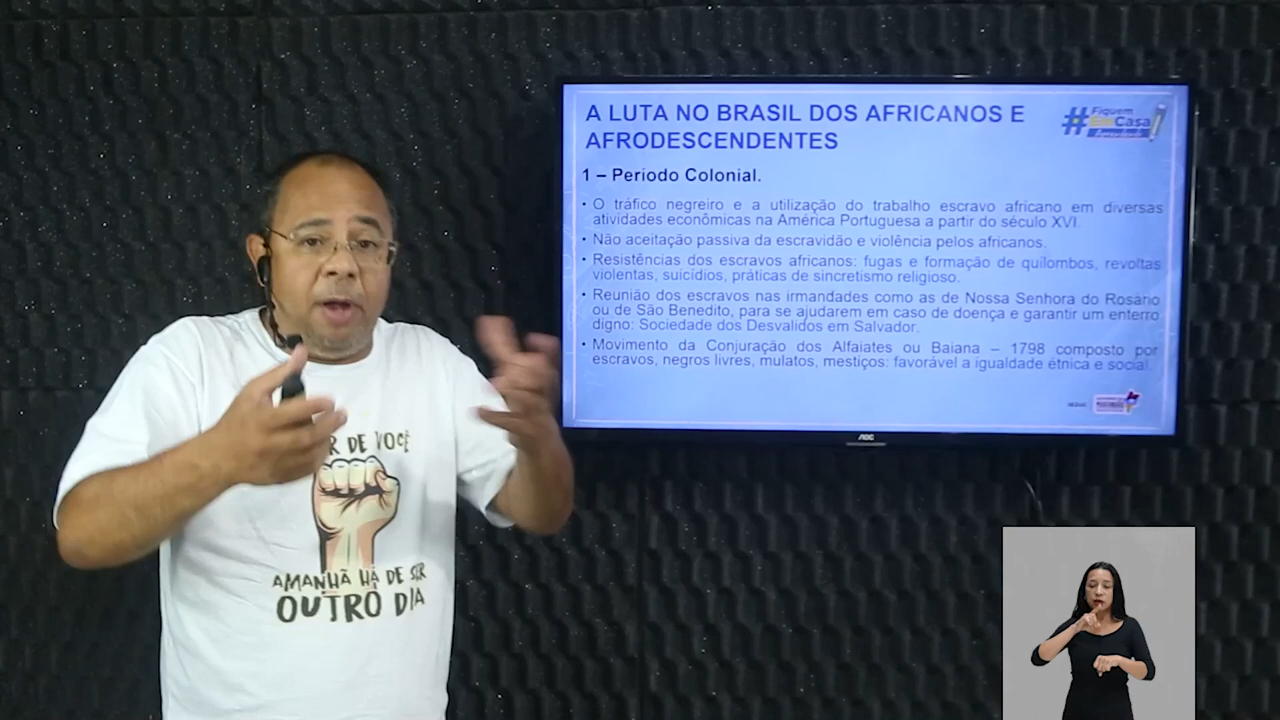 A LUTA NO BRASIL DOS AFRICANOS E
AFRODESCENDENTES
#Fiquem
EmCasa
1 – Periodo Colonial.
• O tráfico negreiro e a utilização do trabalho escravo africano em diversas
atividades econômicas na América Portuguesa a partir do século XVI.
• Não aceitação passiva da escravidão e violência pelos africanos.
• Resistências dos escravos africanos: fugas e formação de quilombos, revoltas
violentas, suicídios, práticas de sincretismo religioso.
• Reunião dos escravos nas irmandades como as de Nossa Senhora do Rosário
ou de São Benedito, para se ajudarem em caso de doença e garantir um enterro
digno: Sociedade dos Desvalidos em Salvador.
• Movimento da Conjuração dos Alfaiates ou Baiana – 1798 composto por
escravos, negros livres, mulatos, mestiços: favorável a igualdade étnica e social.
AOC
DE VOCÊ
AMANHÃ HÁ DE SER
OUTRO DIA